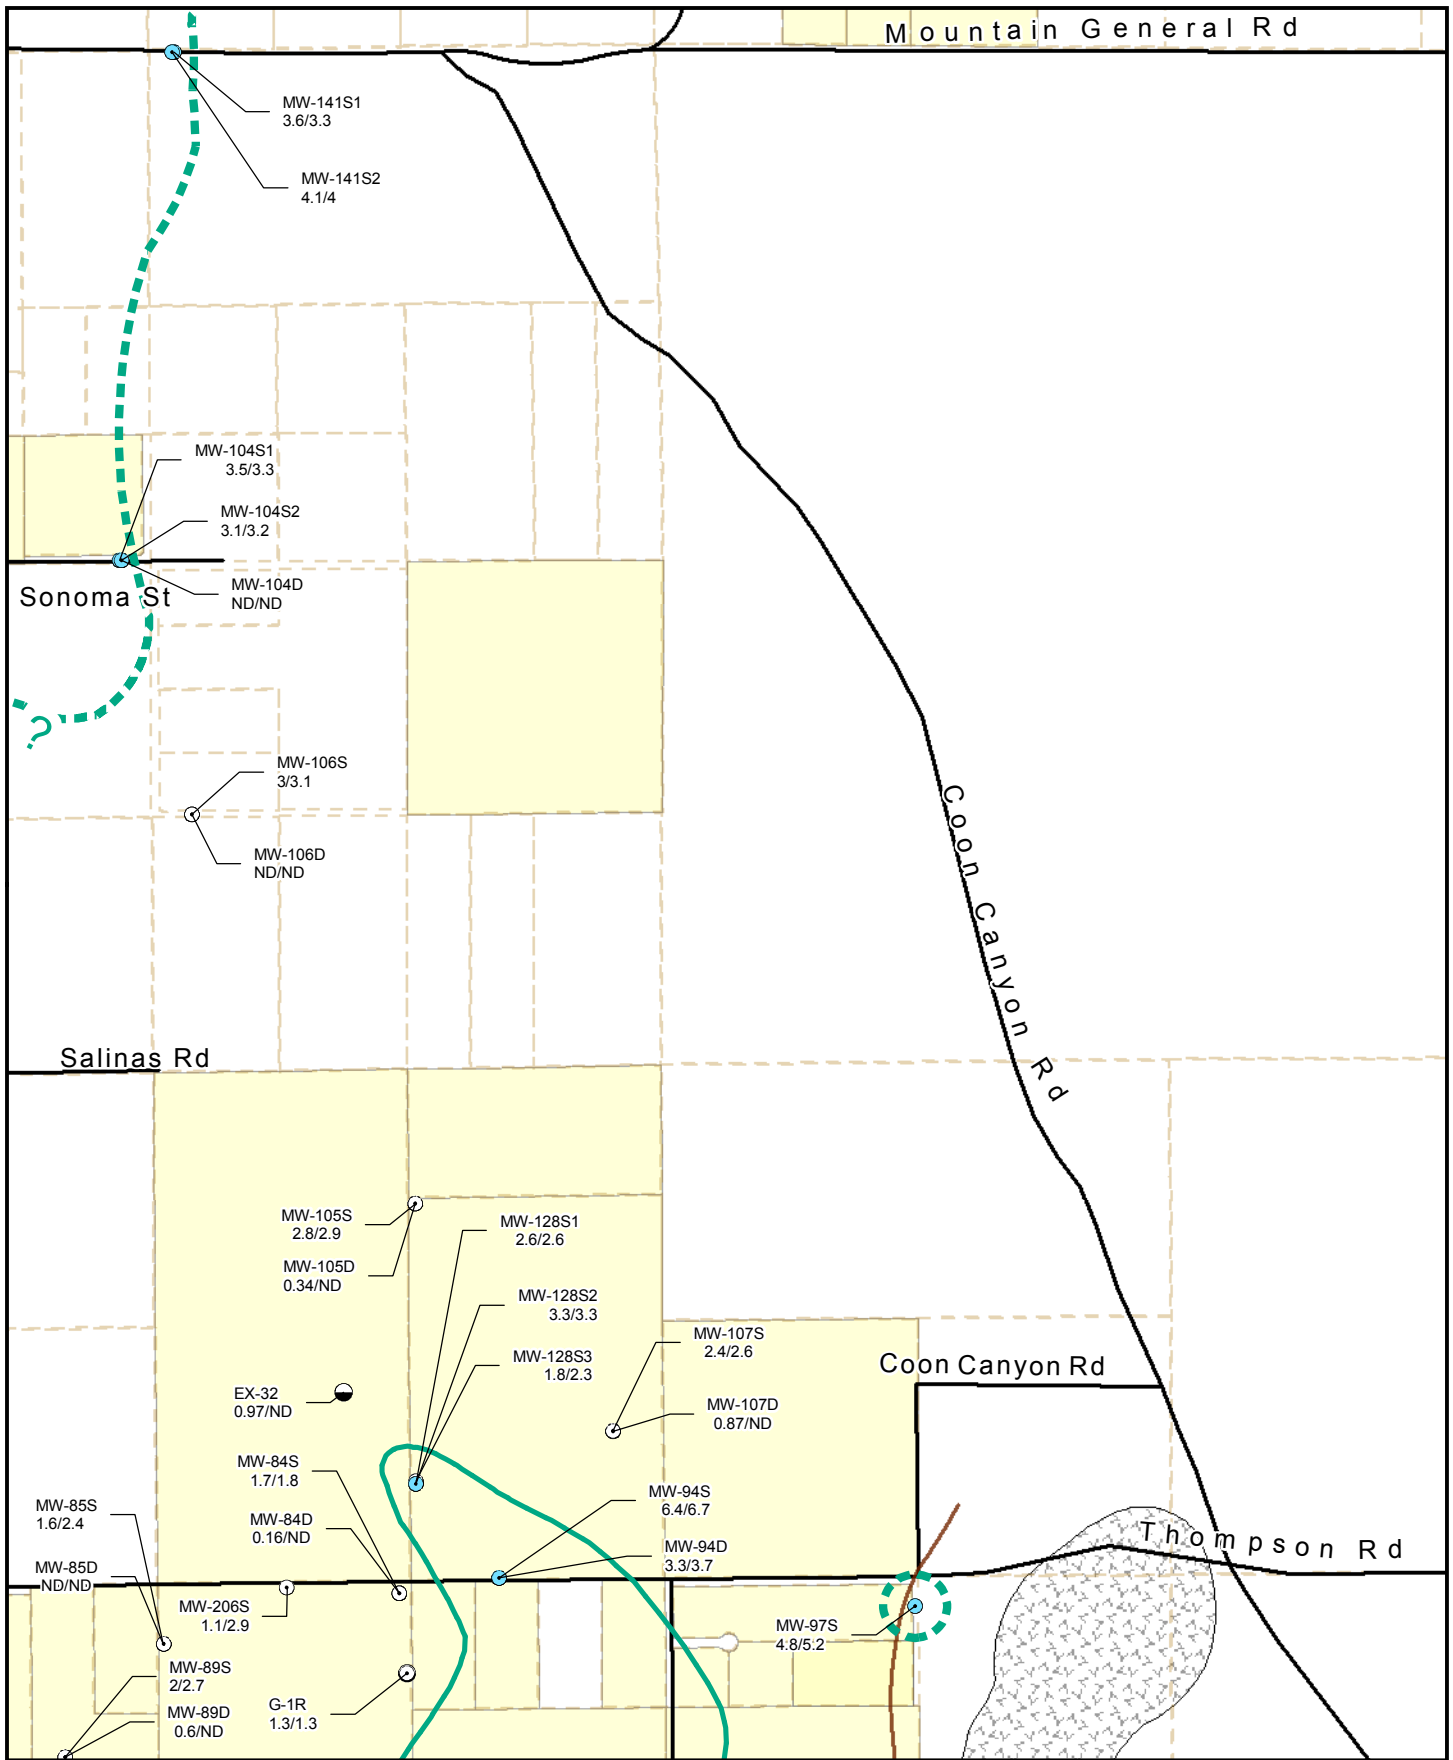 Mountain General Rd
MW-141S1
3.6/3.3
MW-141S2
4.1/4
MW-104S1
3.5/3.3
MW-104S2
3.1/3.2
MW-104D
ND/ND
Sonoma St
?
MW-106S
3/3.1
MW-106D
ND/ND
Coon Canyon Rd
Salinas Rd
MW-105S
2.8/2.9
MW-105D
0.34/ND
MW-128S1
2.6/2.6
MW-128S2
3.3/3.3
MW-128S3
1.8/2.3
MW-107S
2.4/2.6
MW-107D
0.87/ND
Coon Canyon Rd
EX-32
0.97/ND
MW-84S
1.7/1.8
MW-84D
0.16/ND
MW-94S
6.4/6.7
MW-94D
3.3/3.7
Thompson Rd
MW-85S
1.6/2.4
MW-85D
ND/ND
MW-206S
1.1/2.9
MW-97S
4.8/5.2
MW-89S
2/2.7
MW-89D
0.6/ND
G-1R
1.3/1.3